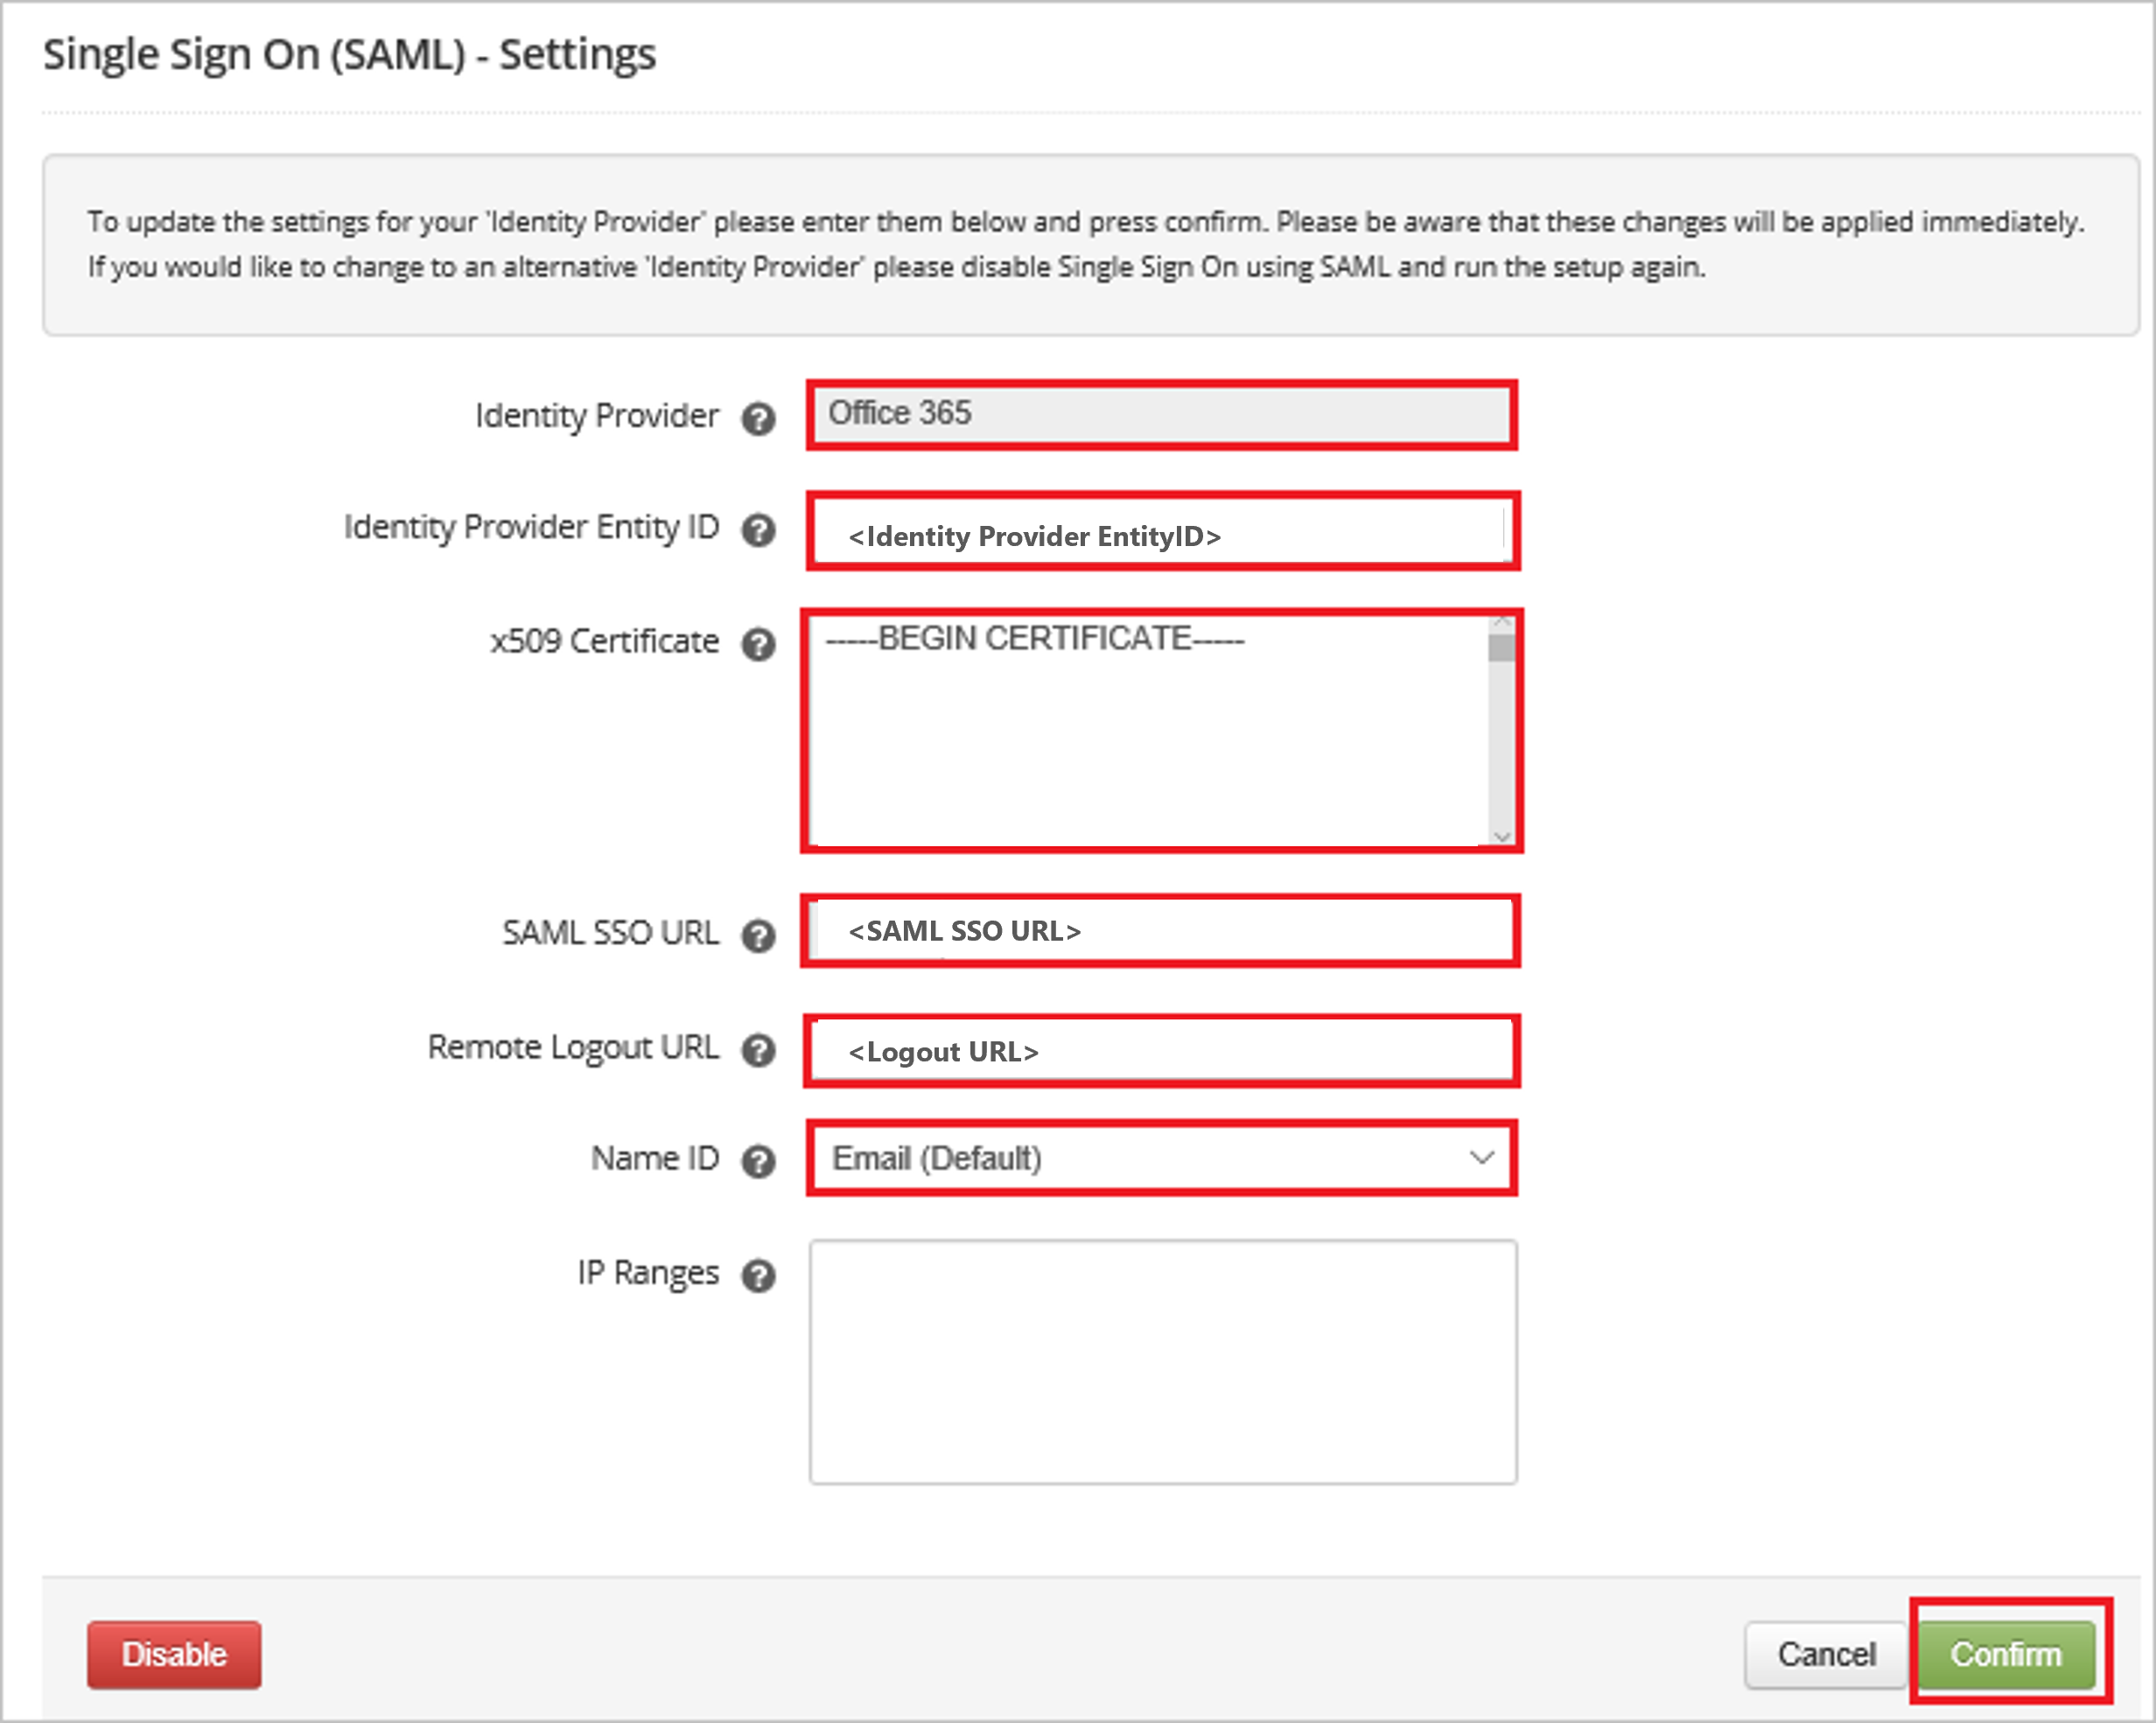 Single Sign On (SAML) - Settings
To update the settings for your 'Identity Provider' please enter them below and press confirm. Please be aware that these changes will be applied immediately.
If you would like to change to an alternative 'Identity Provider' please disable Single Sign On using SAML and run the setup again.
Identity Provider ? Office 365
Identity Provider Entity ID ? <Identity Provider EntityID>
x509 Certificate ? -----BEGIN CERTIFICATE-----
SAML SSO URL ? <SAML SSO URL>
Remote Logout URL ? <Logout URL>
Name ID ? Email (Default)
IP Ranges ?
Disable Cancel Confirm